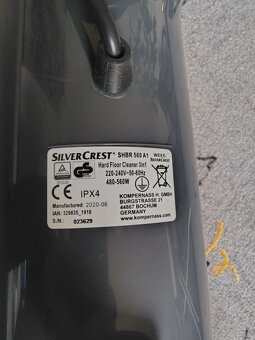 SILVERCREST® SHBR 560 A1
Hard Floor Cleaner 3in1
220-240V~50-60Hz
480-560W
IPX4
KOMPERNASS H. GMBH
BURGSTRASSE 21
44867 BOCHUM
GERMANY
www.kompernass.com
Manufactured: 2020-06
IAN: 329835_1910
S/N.: 023629